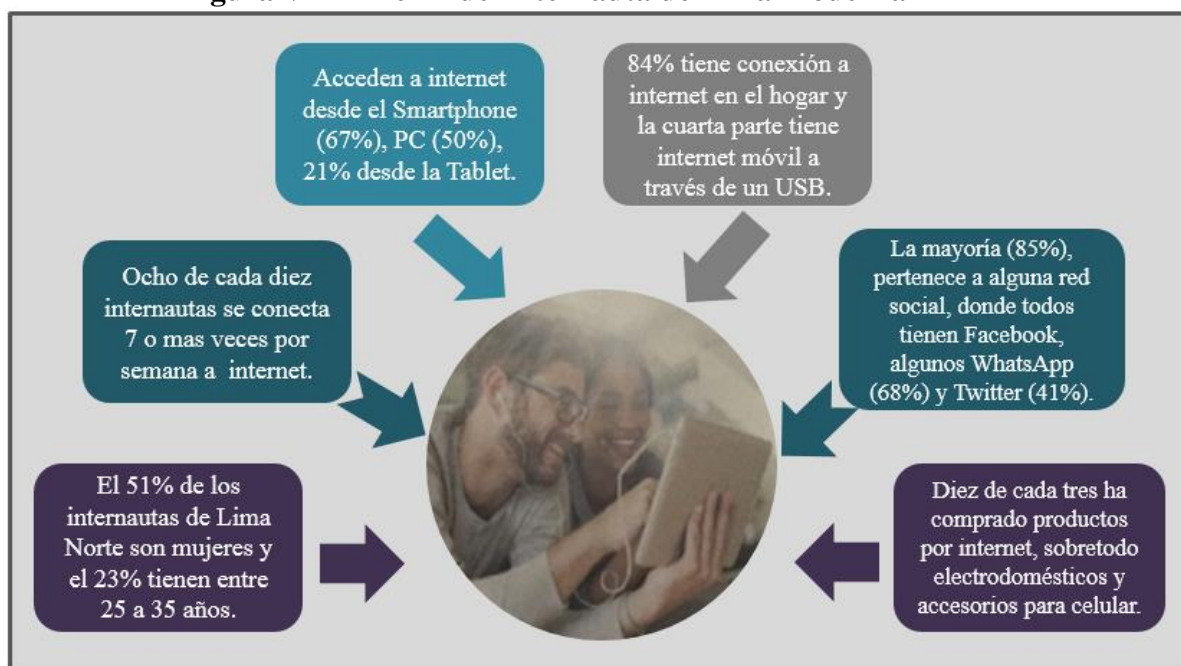 Acceden a internet
desde el Smartphone
(67%), PC (50%),
21% desde la Tablet.
84% tiene conexión a
internet en el hogar y
la cuarta parte tiene
internet móvil a
través de un USB.
Ocho de cada diez
internautas se conecta
7 o mas veces por
semana a internet.
La mayoría (85%),
pertenece a alguna red
social, donde todos
tienen Facebook,
algunos WhatsApp
(68%) y Twitter (41%).
El 51% de los
internautas de Lima
Norte son mujeres y
el 23% tienen entre
25 a 35 años.
Diez de cada tres ha
comprado productos
por internet, sobretodo
electrodomésticos y
accesorios para celular.